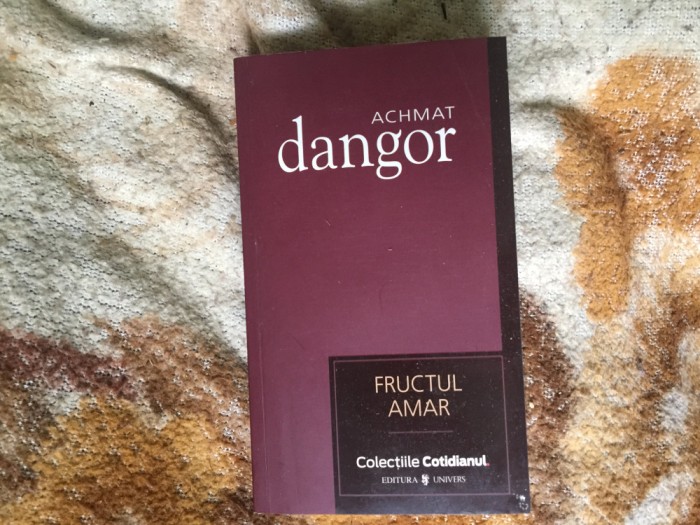 ACHMAT
dangor
FRUCTUL
AMAR
Colecțiile Cotidianul.
EDITURA UNIVERS